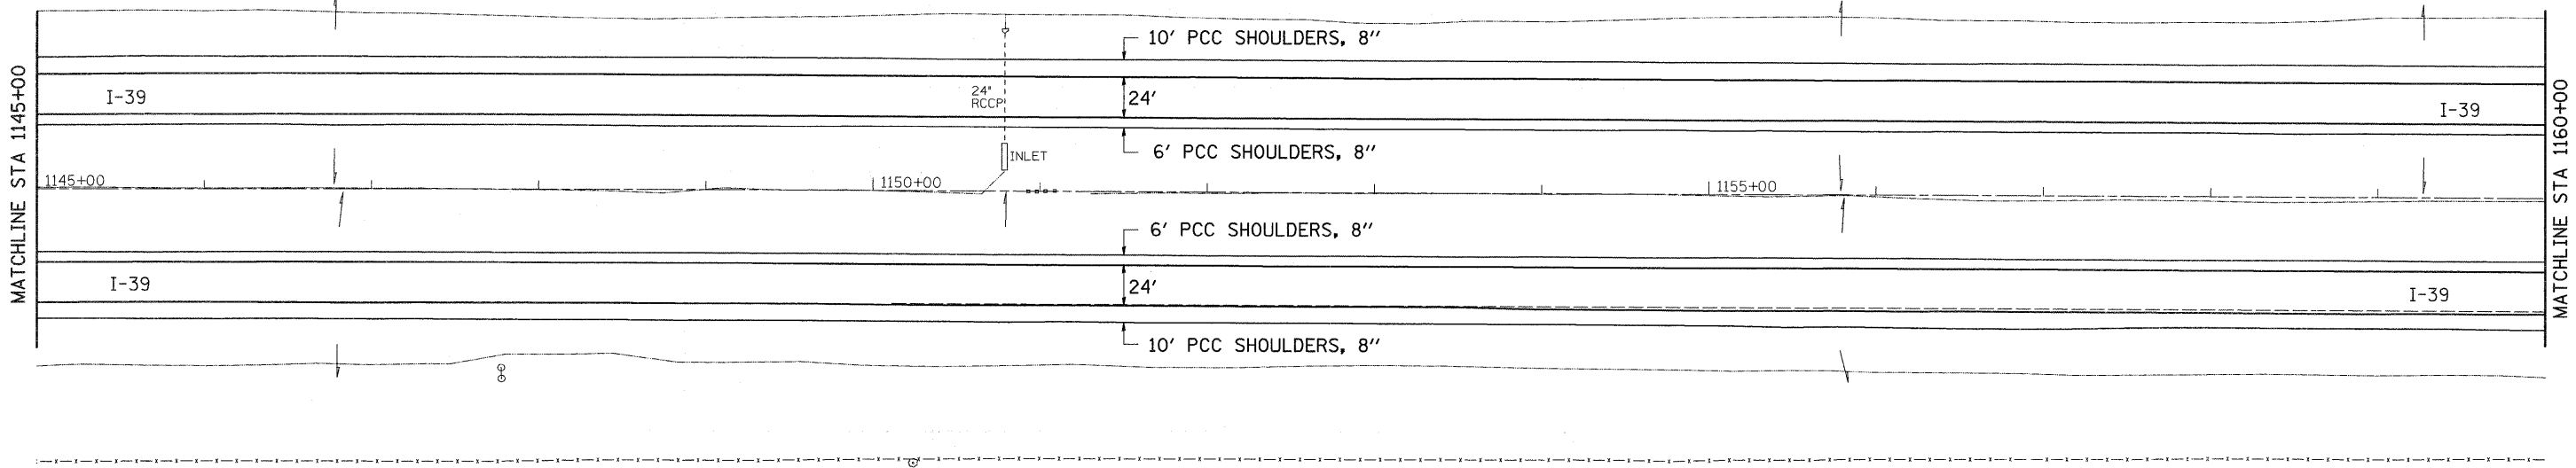 MATCHLINE STA 1145+00
10' PCC SHOULDERS, 8"
I-39
24"
RCCP
24'
I-39
6' PCC SHOULDERS, 8"
INLET
1145+00
1150+00
1155+00
6' PCC SHOULDERS, 8"
I-39
24'
I-39
10' PCC SHOULDERS, 8"
MATCHLINE STA 1160+00